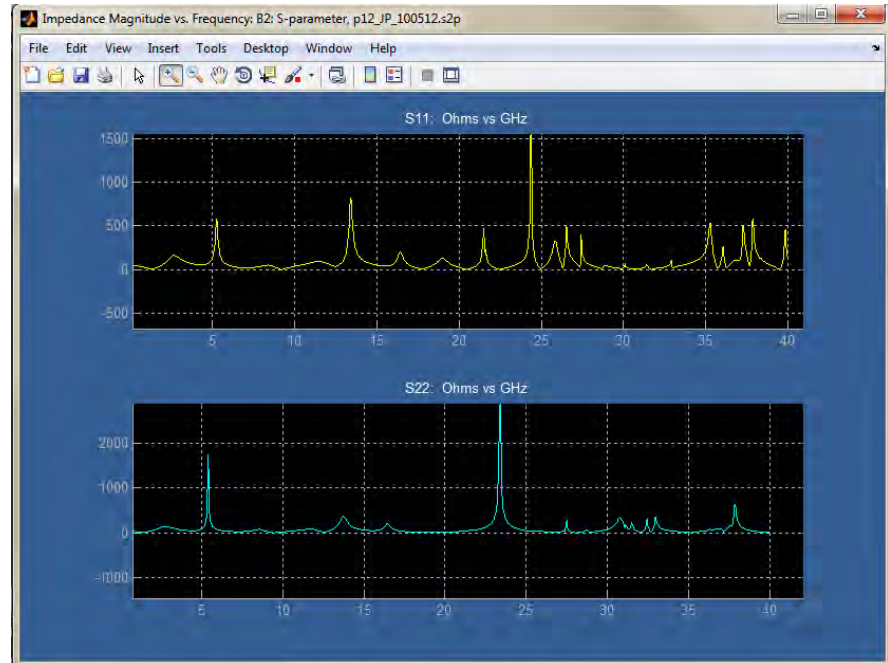 Impedance Magnitude vs. Frequency: B2: S-parameter, p12_JP_100512.s2p
File Edit View Insert Tools Desktop Window Help
S11: Ohms vs GHz
1500
1000
500
0
-500
5 10 15 20 25 30 35 40
S22: Ohms vs GHz
2000
1000
0
-1000
5 10 15 20 25 30 35 40